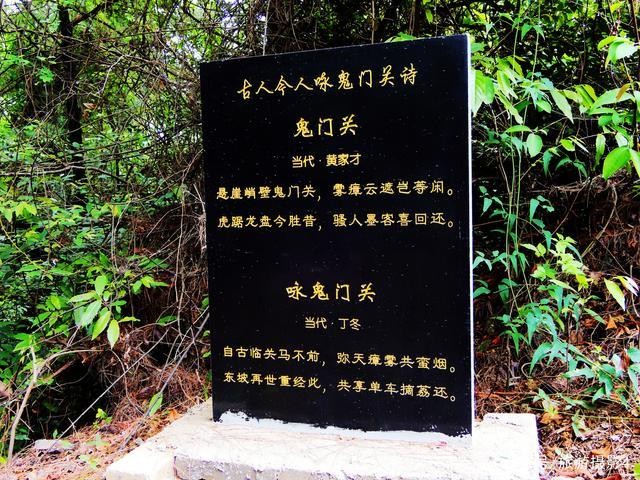 古人今人咏鬼门关诗
鬼门关
当代 黄家才
悬崖峭壁鬼门关，雾瘴云遮岂等闲。
虎踞龙盘今胜昔，骚人墨客喜回还。
咏鬼门关
当代·丁冬
自古临关马不前，弥天瘴雾共蛮烟。
东坡再世重经此，共享单车摘荔还。